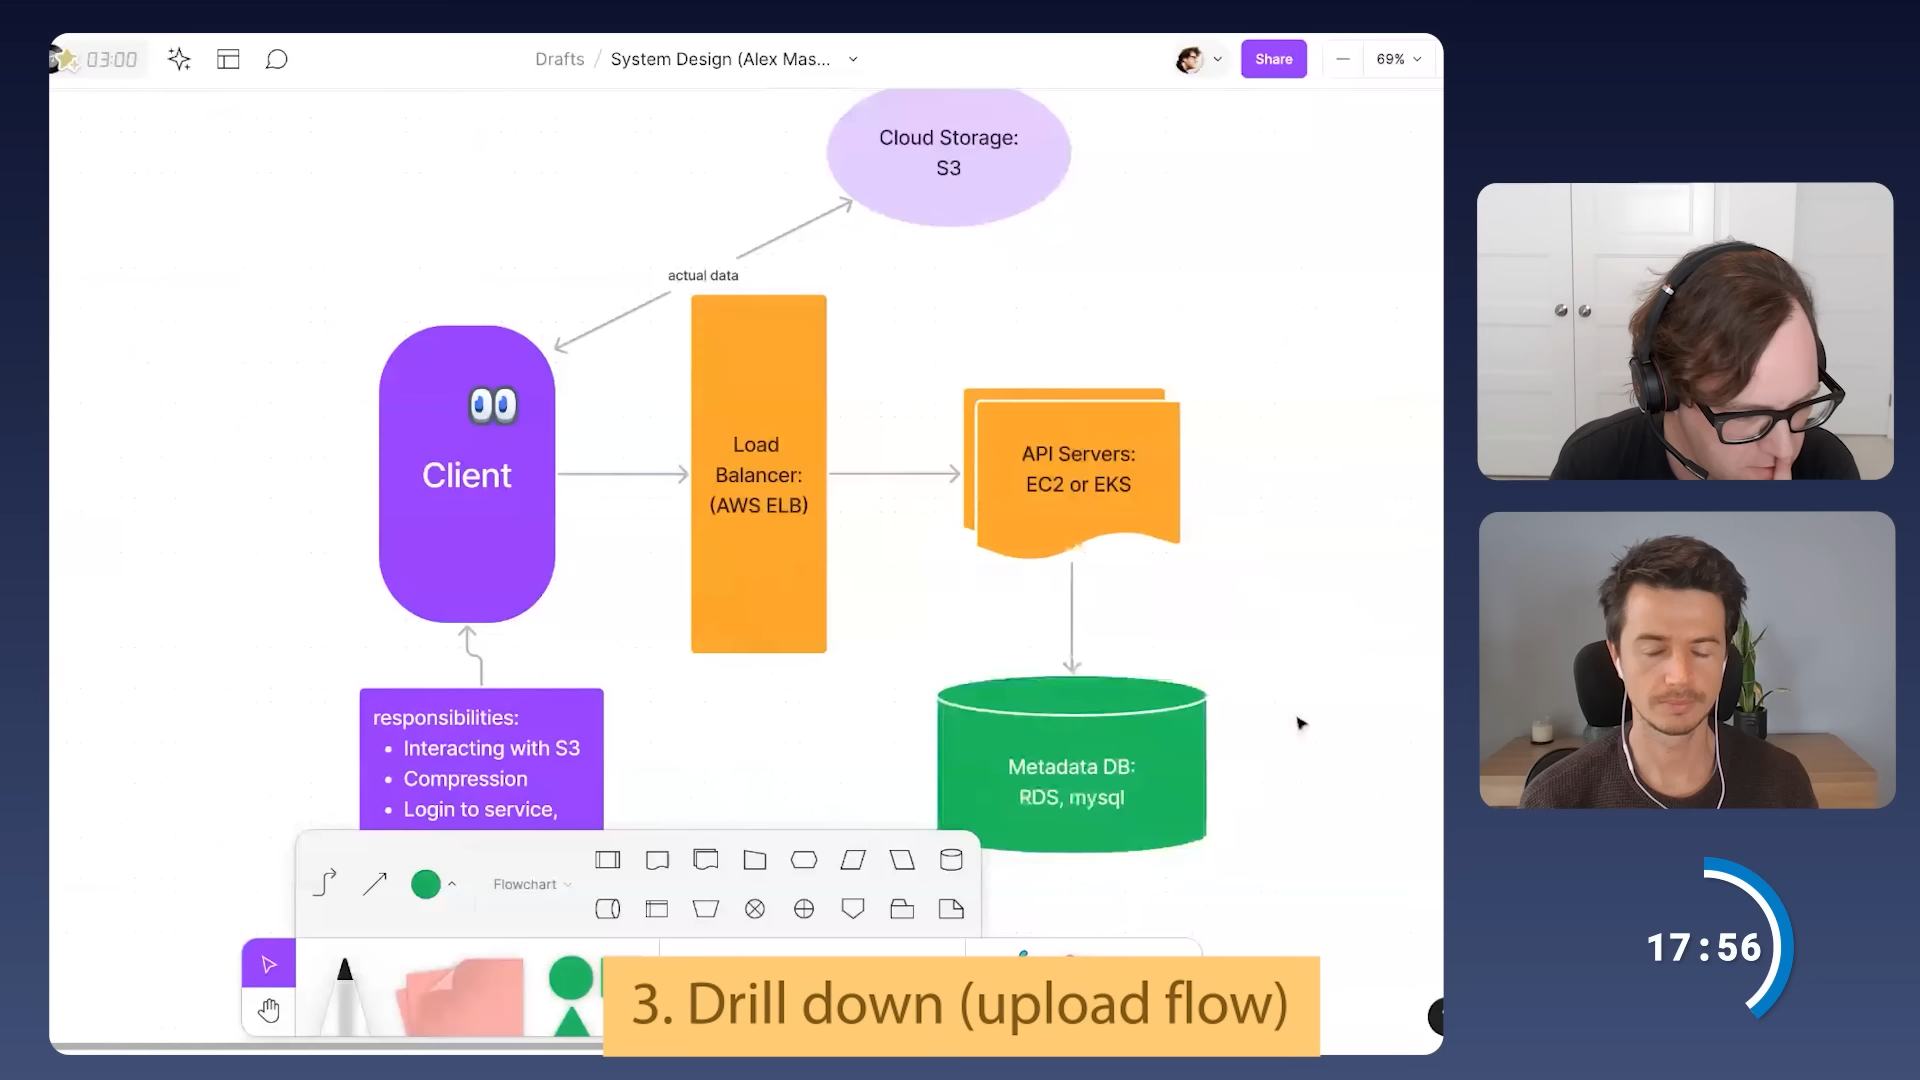 03:00
Drafts / System Design (Alex Mas...
Share
69%
Cloud Storage:
S3
actual data
Client
Load
Balancer:
(AWS ELB)
API Servers:
EC2 or EKS
Metadata DB:
RDS, mysql
responsibilities:
• Interacting with S3
• Compression
• Login to service,
Flowchart
3. Drill down (upload flow)
17:56